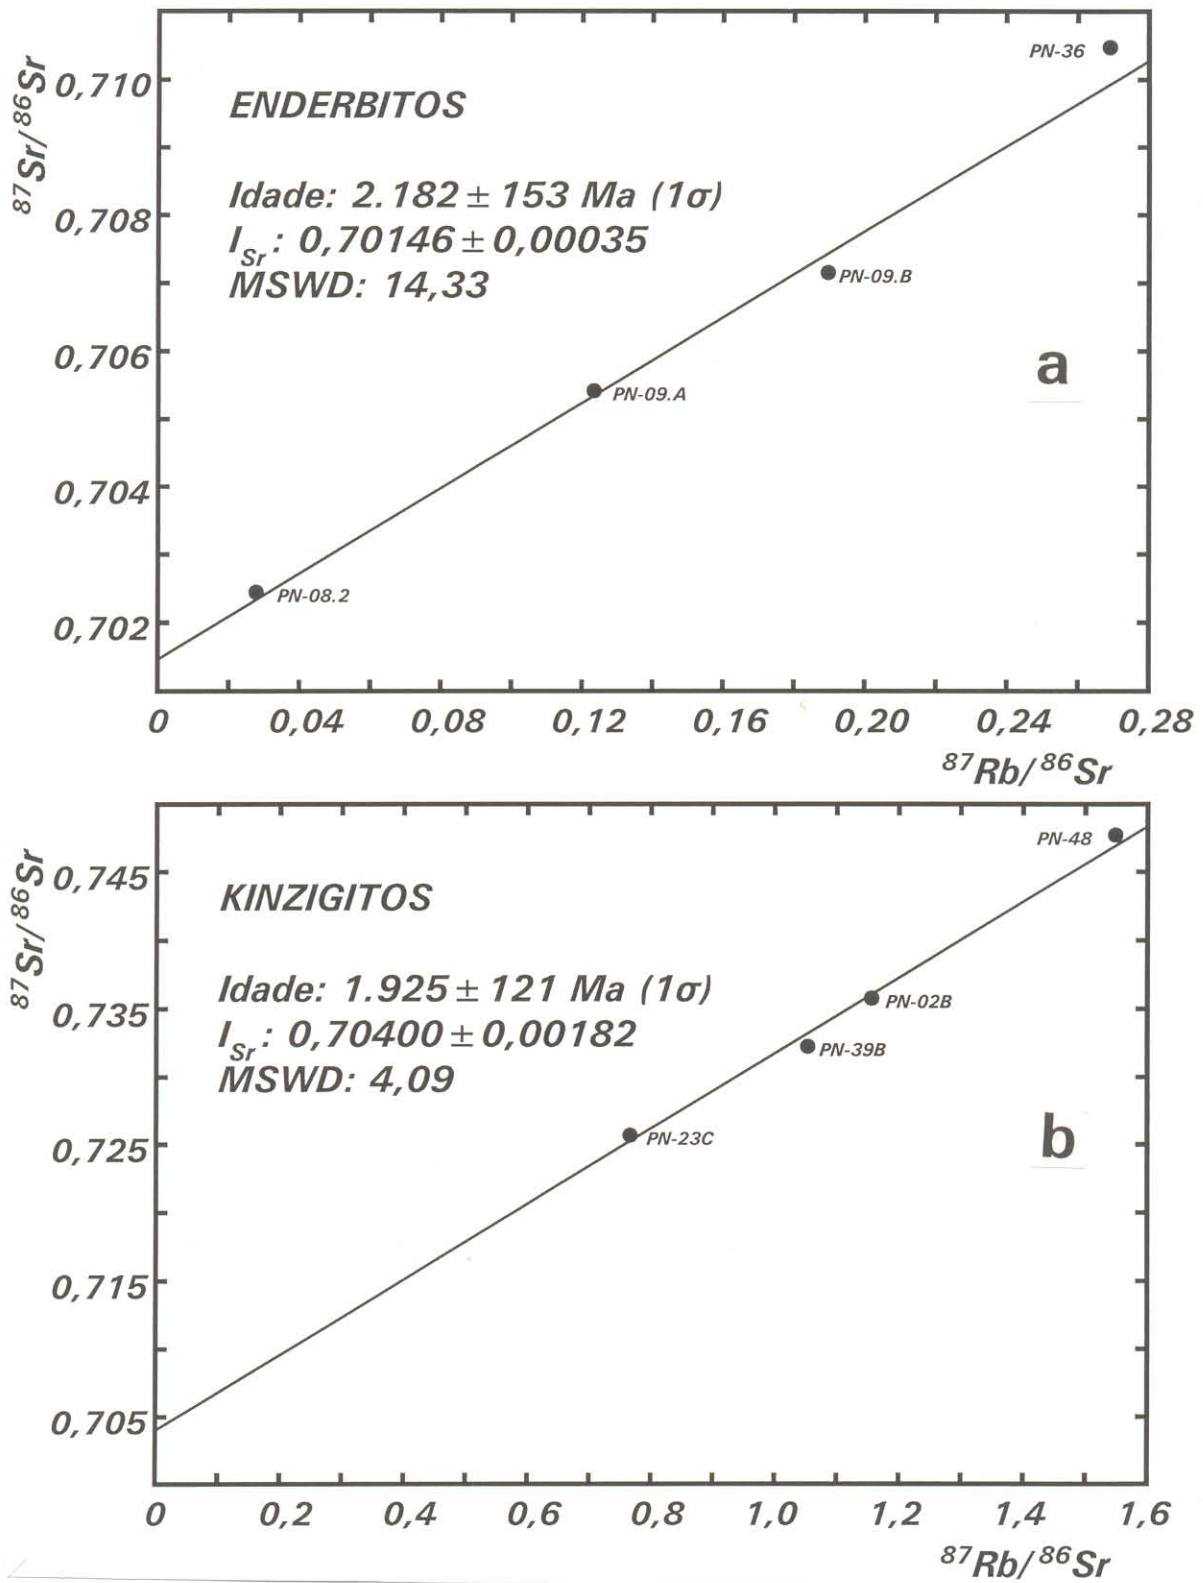 ⁸⁷Sr/⁸⁶Sr
0,710
0,708
0,706
0,704
0,702
ENDERBITOS
Idade: 2.182 ± 153 Ma (1σ)
I_Sr : 0,70146 ± 0,00035
MSWD: 14,33
PN-36
PN-09.B
PN-09.A
PN-08.2
a
0 0,04 0,08 0,12 0,16 0,20 0,24 0,28
⁸⁷Rb/⁸⁶Sr
⁸⁷Sr/⁸⁶Sr
0,745
0,735
0,725
0,715
0,705
KINZIGITOS
Idade: 1.925 ± 121 Ma (1σ)
I_Sr : 0,70400 ± 0,00182
MSWD: 4,09
PN-48
PN-02B
PN-39B
PN-23C
b
0 0,2 0,4 0,6 0,8 1,0 1,2 1,4 1,6
⁸⁷Rb/⁸⁶Sr